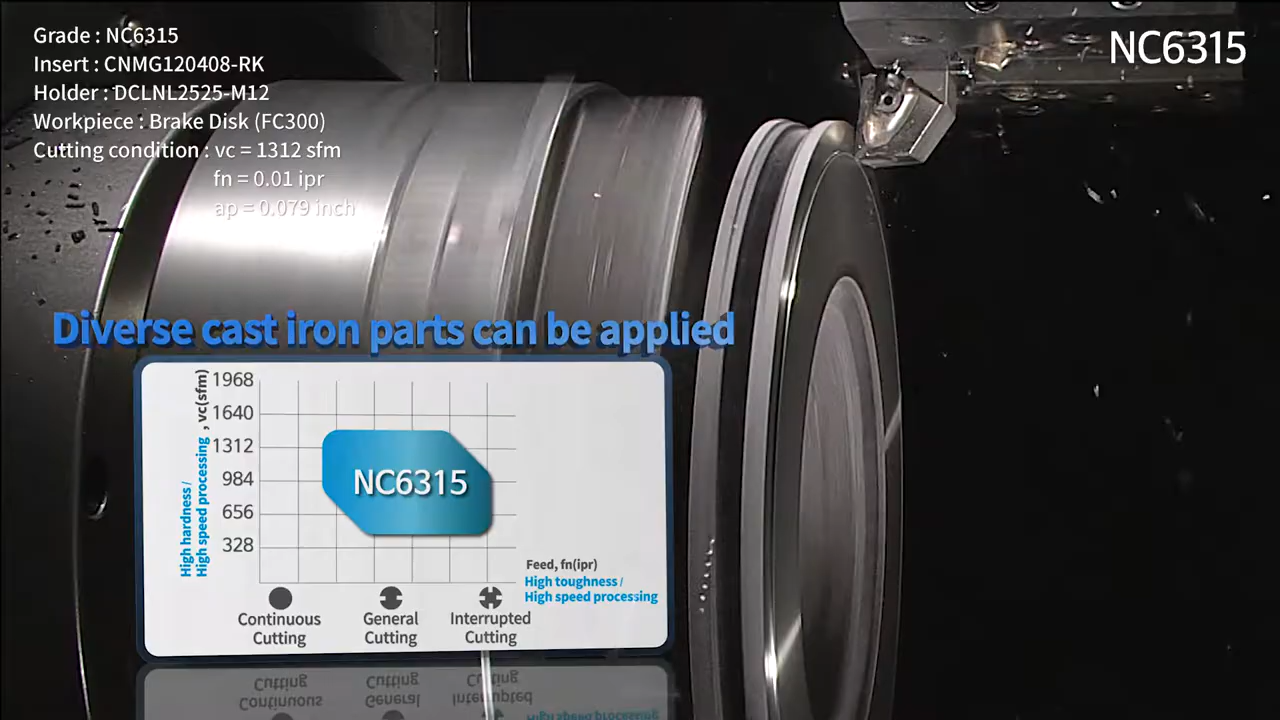 Grade : NC6315
Insert : CNMG120408-RK
Holder : DCLNL2525-M12
Workpiece : Brake Disk (FC300)
Cutting condition : vc = 1312 sfm
fn = 0.01 ipr
ap = 0.079 inch
NC6315
Diverse cast iron parts can be applied
High hardness /
High speed processing , vc(sfm)
1968
1640
1312
984
656
328
NC6315
Feed, fn(ipr)
High toughness /
High speed processing
Continuous
Cutting
General
Cutting
Interrupted
Cutting